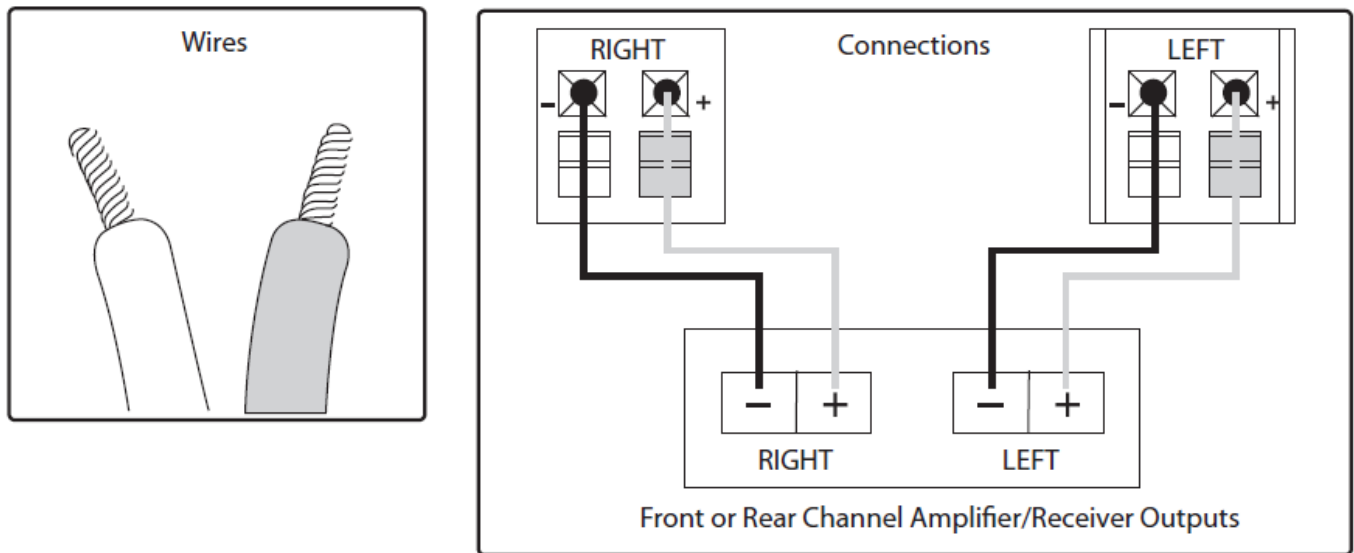 Wires
Connections
RIGHT
- +
LEFT
- +
− +
RIGHT
− +
LEFT
Front or Rear Channel Amplifier/Receiver Outputs